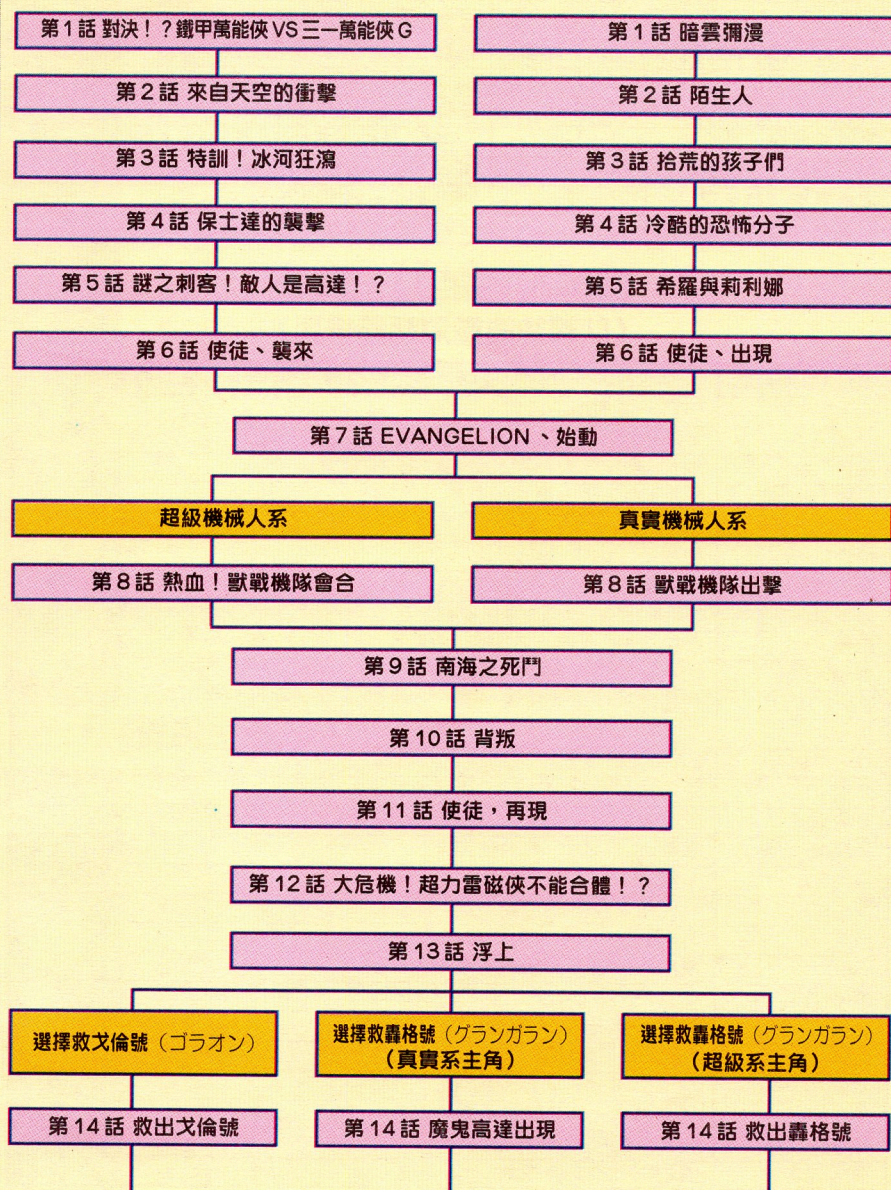 第1話 對決！？鐵甲萬能俠VS三一萬能俠G
第1話 暗雲彌漫
第2話 來自天空的衝擊
第2話 陌生人
第3話 特訓！冰河狂瀉
第3話 拾荒的孩子們
第4話 保士達的襲擊
第4話 冷酷的恐怖分子
第5話 謎之刺客！敵人是高達！？
第5話 希羅與莉利娜
第6話 使徒、襲來
第6話 使徒、出現
第7話 EVANGELION、始動
超級機械人系
真實機械人系
第8話 熱血！獸戰機隊會合
第8話 獸戰機隊出擊
第9話 南海之死鬥
第10話 背叛
第11話 使徒，再現
第12話 大危機！超力雷磁俠不能合體！？
第13話 浮上
選擇救戈倫號（ゴラオン）
選擇救轟格號（グランガラン）
（真實系主角）
選擇救轟格號（グランガラン）
（超級系主角）
第14話 救出戈倫號
第14話 魔鬼高達出現
第14話 救出轟格號